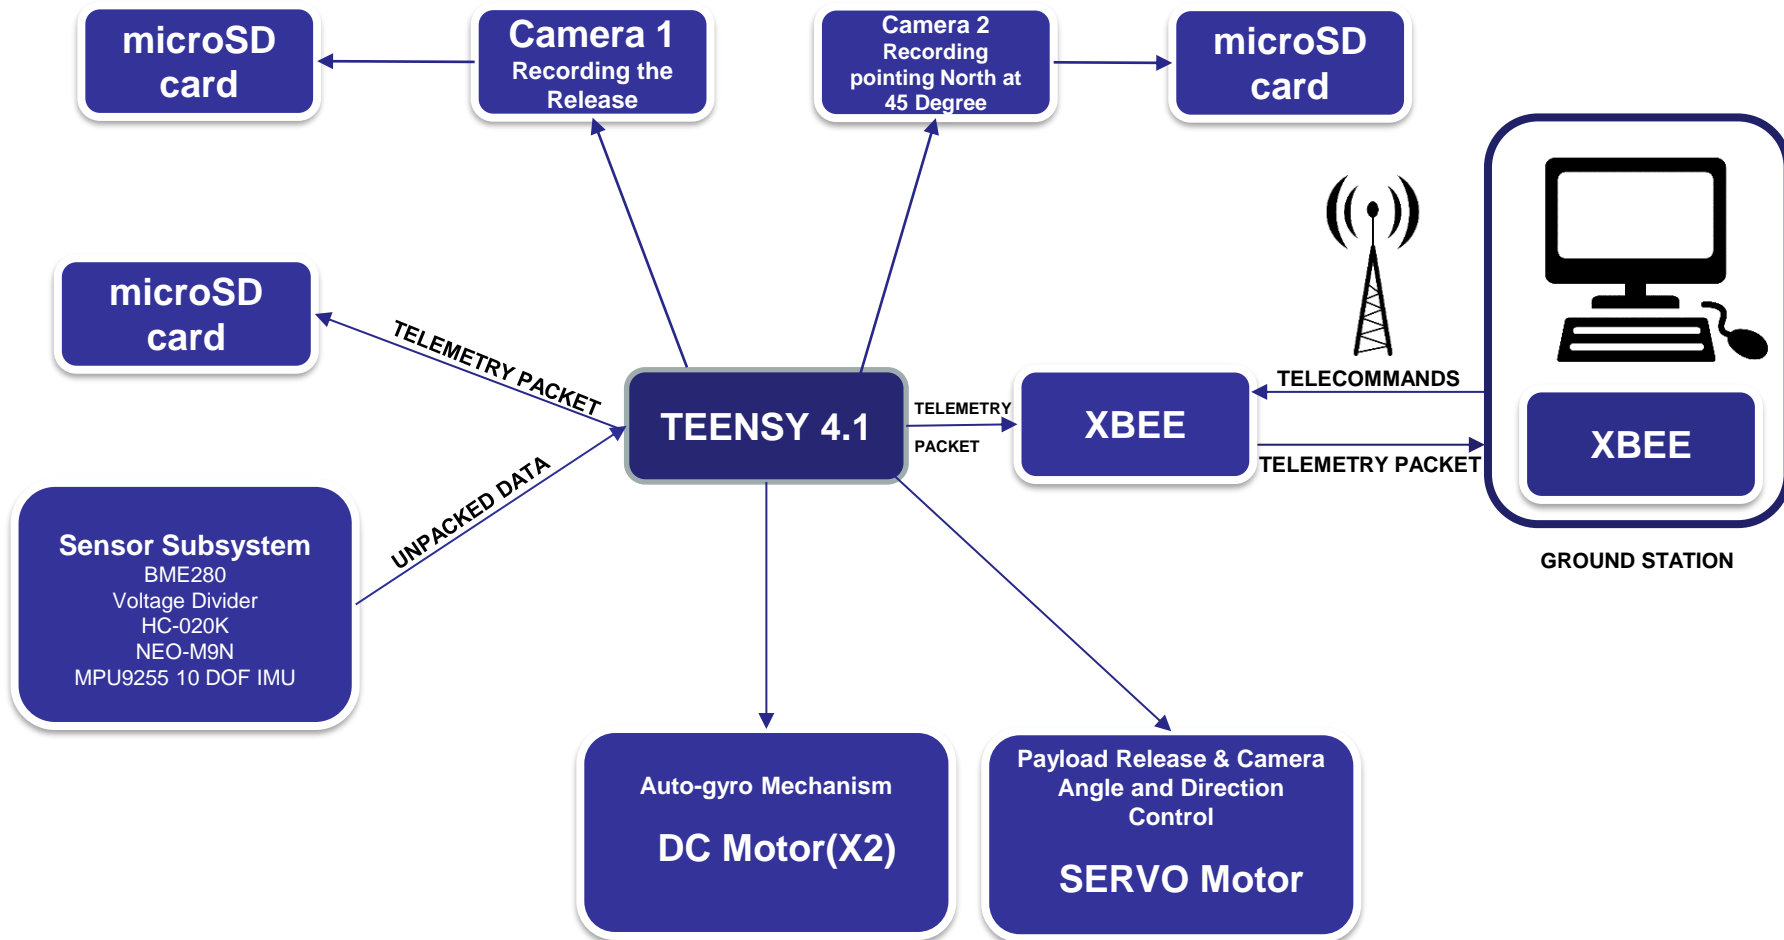 microSD
card
Camera 1
Recording the
Release
Camera 2
Recording
pointing North at
45 Degree
microSD
card
microSD
card
TELEMETRY PACKET
TEENSY 4.1
TELEMETRY
PACKET
XBEE
TELECOMMANDS
TELEMETRY PACKET
XBEE
GROUND STATION
UNPACKED DATA
Sensor Subsystem
BME280
Voltage Divider
HC-020K
NEO-M9N
MPU9255 10 DOF IMU
Auto-gyro Mechanism
DC Motor(X2)
Payload Release & Camera
Angle and Direction
Control
SERVO Motor